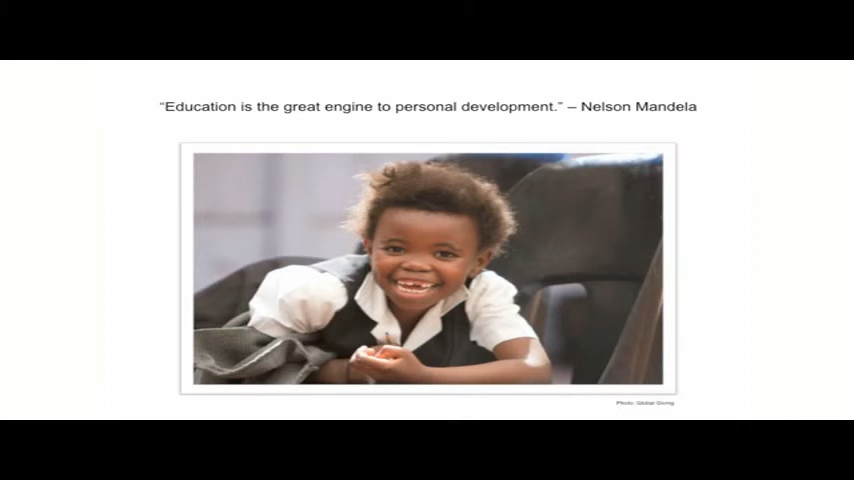 “Education is the great engine to personal development.” – Nelson Mandela
Photo: Global Giving